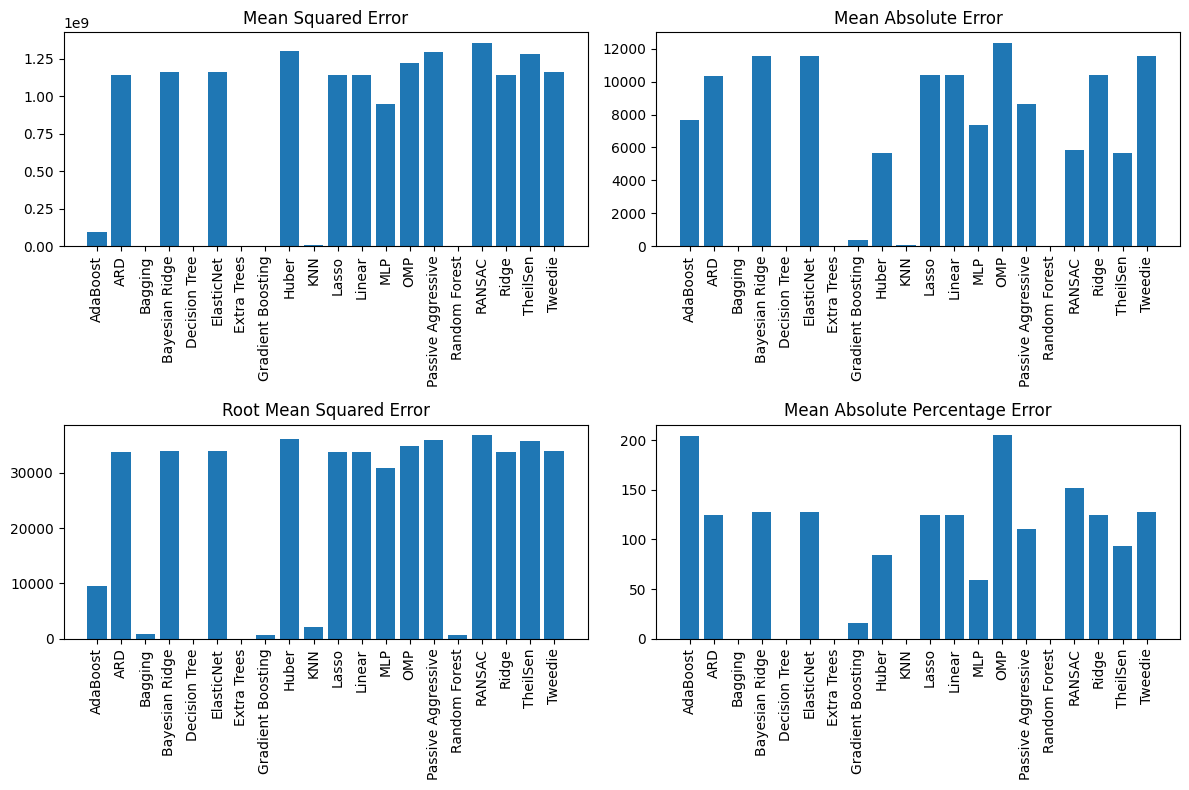 Mean Squared Error
1e9
1.25
1.00
0.75
0.50
0.25
0.00
AdaBoost
ARD
Bagging
Bayesian Ridge
Decision Tree
ElasticNet
Extra Trees
Gradient Boosting
Huber
KNN
Lasso
Linear
MLP
OMP
Passive Aggressive
Random Forest
RANSAC
Ridge
TheilSen
Tweedie
Mean Absolute Error
12000
10000
8000
6000
4000
2000
0
AdaBoost
ARD
Bagging
Bayesian Ridge
Decision Tree
ElasticNet
Extra Trees
Gradient Boosting
Huber
KNN
Lasso
Linear
MLP
OMP
Passive Aggressive
Random Forest
RANSAC
Ridge
TheilSen
Tweedie
Root Mean Squared Error
30000
20000
10000
0
AdaBoost
ARD
Bagging
Bayesian Ridge
Decision Tree
ElasticNet
Extra Trees
Gradient Boosting
Huber
KNN
Lasso
Linear
MLP
OMP
Passive Aggressive
Random Forest
RANSAC
Ridge
TheilSen
Tweedie
Mean Absolute Percentage Error
200
150
100
50
0
AdaBoost
ARD
Bagging
Bayesian Ridge
Decision Tree
ElasticNet
Extra Trees
Gradient Boosting
Huber
KNN
Lasso
Linear
MLP
OMP
Passive Aggressive
Random Forest
RANSAC
Ridge
TheilSen
Tweedie